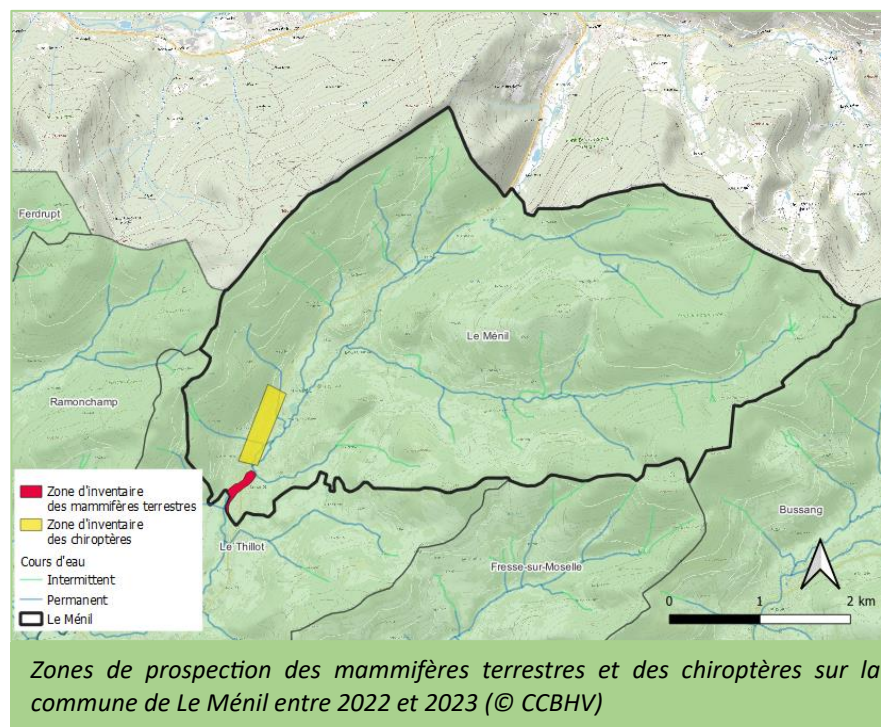 Ferdrupt
Le Ménil
Ramonchamp
Bussang
Le Thillot
Fresse-sur-Moselle
Zone d'inventaire
des mammifères terrestres
Zone d'inventaire
des chiroptères
Cours d'eau
Intermittent
Permanent
Le Ménil
0 1 2 km
Zones de prospection des mammifères terrestres et des chiroptères sur la
commune de Le Ménil entre 2022 et 2023 (© CCBHV)